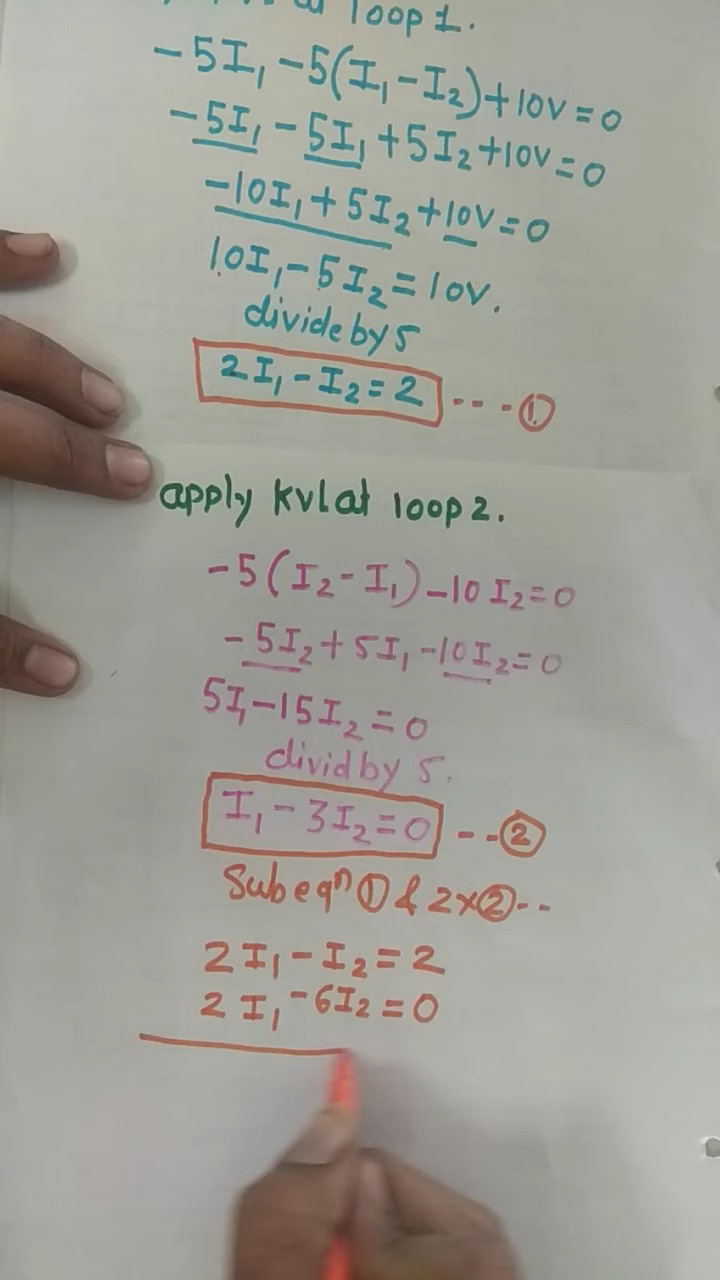 loop 1.
-5I₁ -5(I₁-I₂)+10V=0
-5I₁ - 5I₁ +5I₂ +10V=0
-10I₁ + 5I₂ +10V=0
10I₁-5I₂=10V.
divide by 5
2I₁-I₂=2 ---①
apply kvl at loop 2.
-5(I₂-I₁)-10I₂=0
-5I₂+5I₁-10I₂=0
5I₁-15I₂=0
divid by 5.
I₁-3I₂=0 --②
Sub eqⁿ ① & 2×②--
2I₁-I₂=2
2I₁-6I₂=0